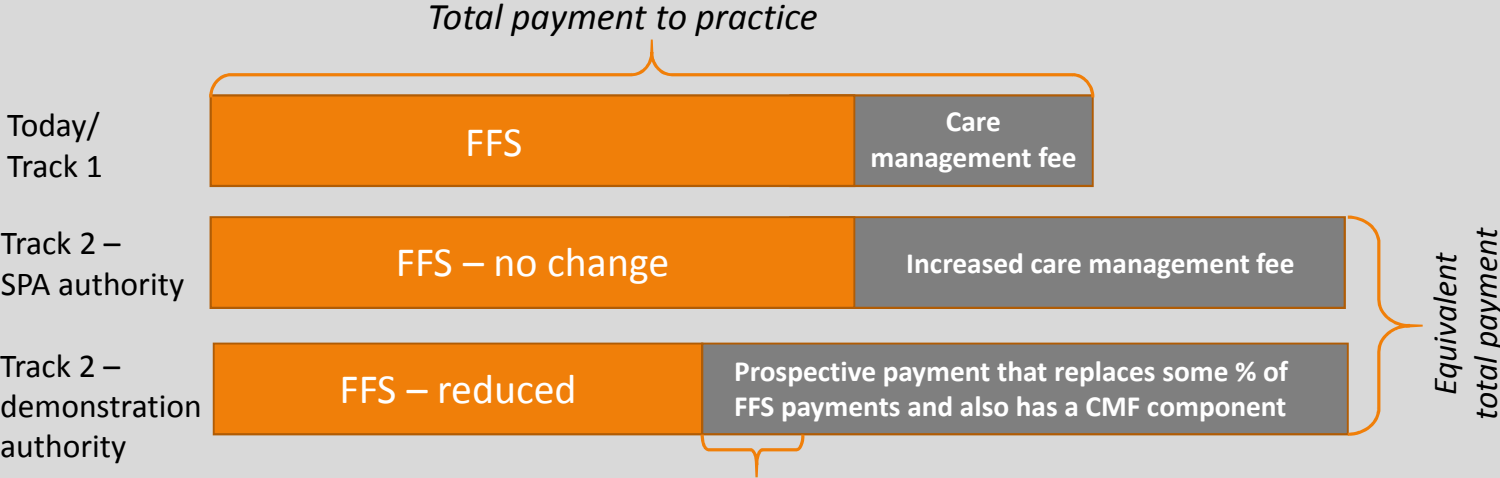 Total payment to practice
Today/
Track 1
FFS
Care
management fee
Track 2 –
SPA authority
FFS – no change
Increased care management fee
Track 2 –
demonstration
authority
FFS – reduced
Prospective payment that replaces some % of
FFS payments and also has a CMF component
Equivalent
total payment